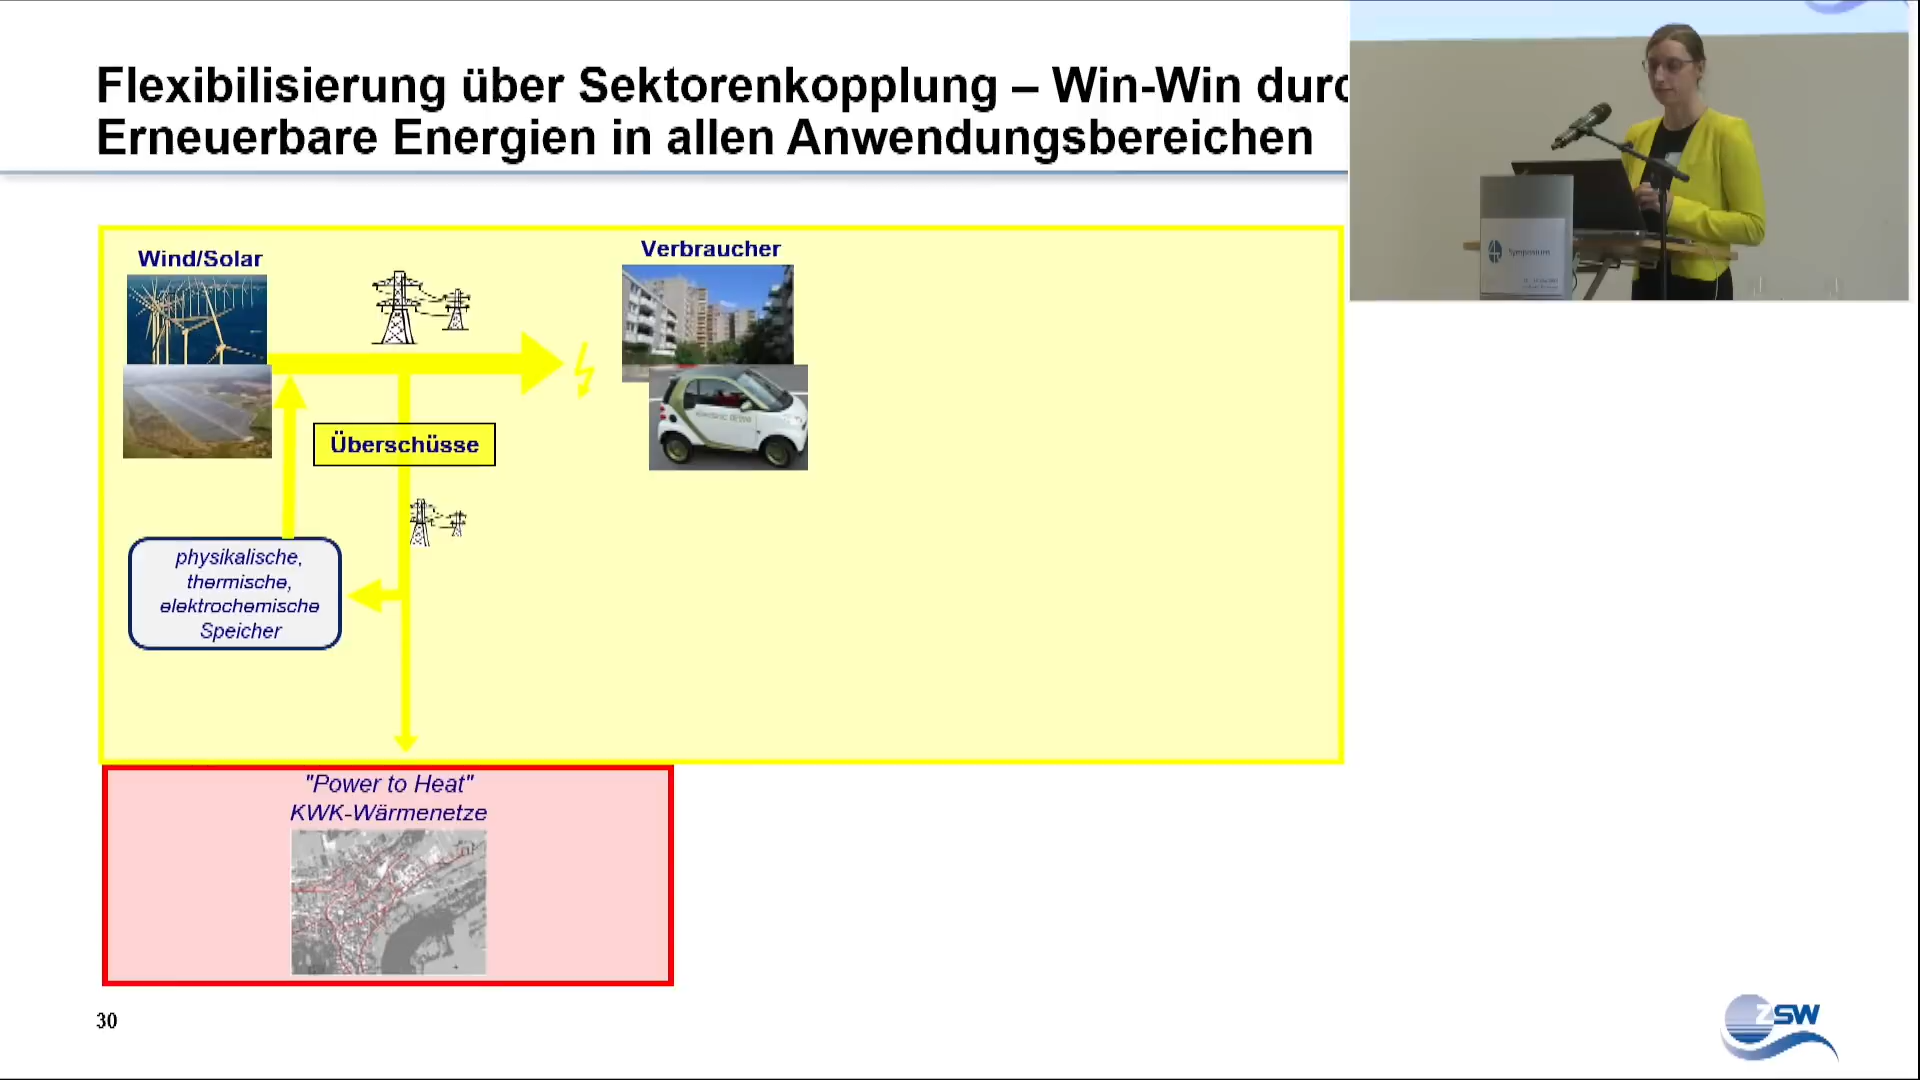 Flexibilisierung über Sektorenkopplung – Win-Win durc
Erneuerbare Energien in allen Anwendungsbereichen
Wind/Solar
Verbraucher
Überschüsse
physikalische,
thermische,
elektrochemische
Speicher
"Power to Heat"
KWK-Wärmenetze
30
ZSW
Symposium